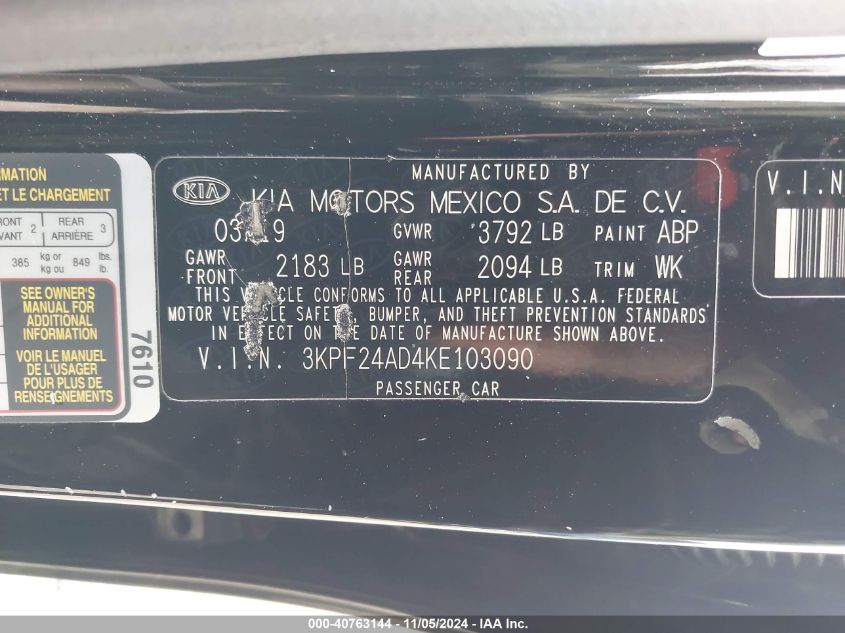 MANUFACTURED BY
KIA
KIA MOTORS MEXICO S.A. DE C.V.
GVWR 3792 LB PAINT ABP
GAWR FRONT 2183 LB GAWR REAR 2094 LB TRIM WK
THIS VEHICLE CONFORMS TO ALL APPLICABLE U.S.A. FEDERAL
MOTOR VEHICLE SAFETY, BUMPER, AND THEFT PREVENTION STANDARDS
IN EFFECT ON THE DATE OF MANUFACTURE SHOWN ABOVE.
V.I.N. 3KPF24AD4KE103090
PASSENGER CAR
ET LE CHARGEMENT
2 REAR 3
ARRIÈRE
385 kg or 849 lbs.
kg ou lb.
SEE OWNER'S
MANUAL FOR
ADDITIONAL
INFORMATION
VOIR LE MANUEL
DE L'USAGER
POUR PLUS DE
RENSEIGNEMENTS
7610
V.I.N
000-40763144 - 11/05/2024 - IAA Inc.